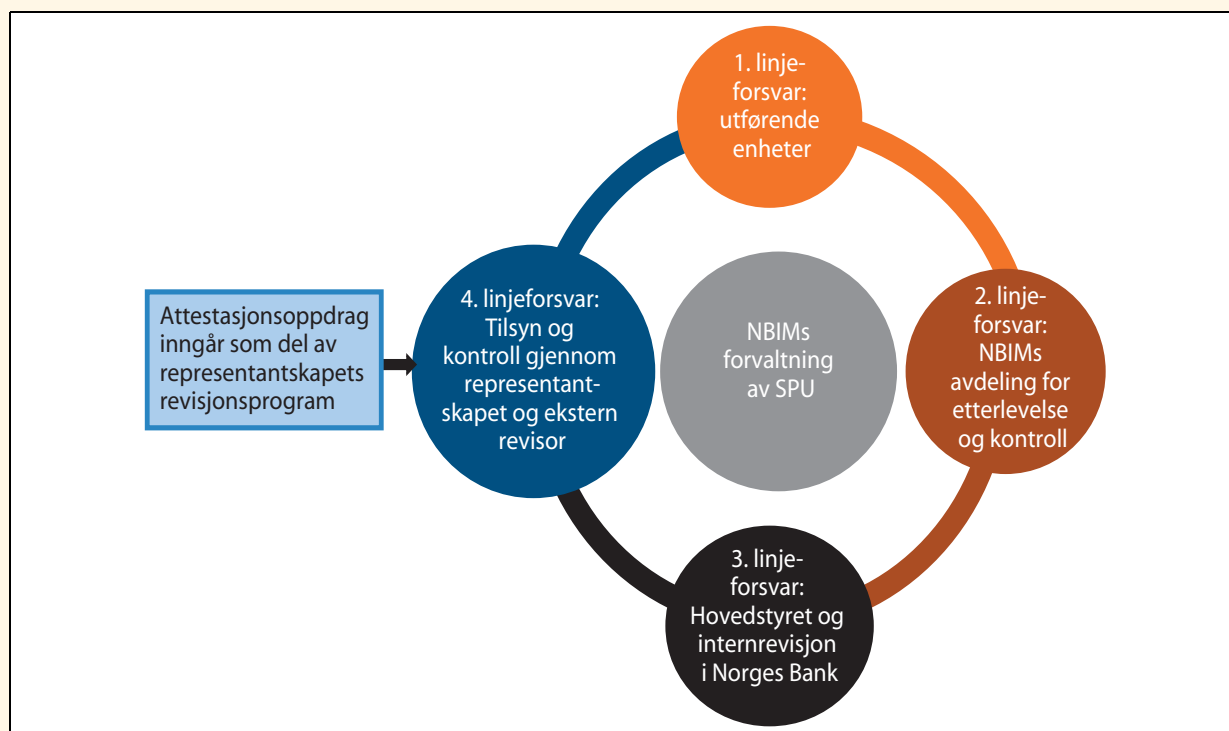 1. linje-
forsvar:
utførende
enheter
2. linje-
forsvar:
NBIMs
avdeling for
etterlevelse
og kontroll
3. linje-
forsvar:
Hovedstyret og
internrevisjon
i Norges Bank
4. linjeforsvar:
Tilsyn og
kontroll gjennom
representant-
skapet og ekstern
revisor
Attestasjonsoppdrag
inngår som del av
representantskapets
revisjonsprogram
NBIMs
forvaltning
av SPU